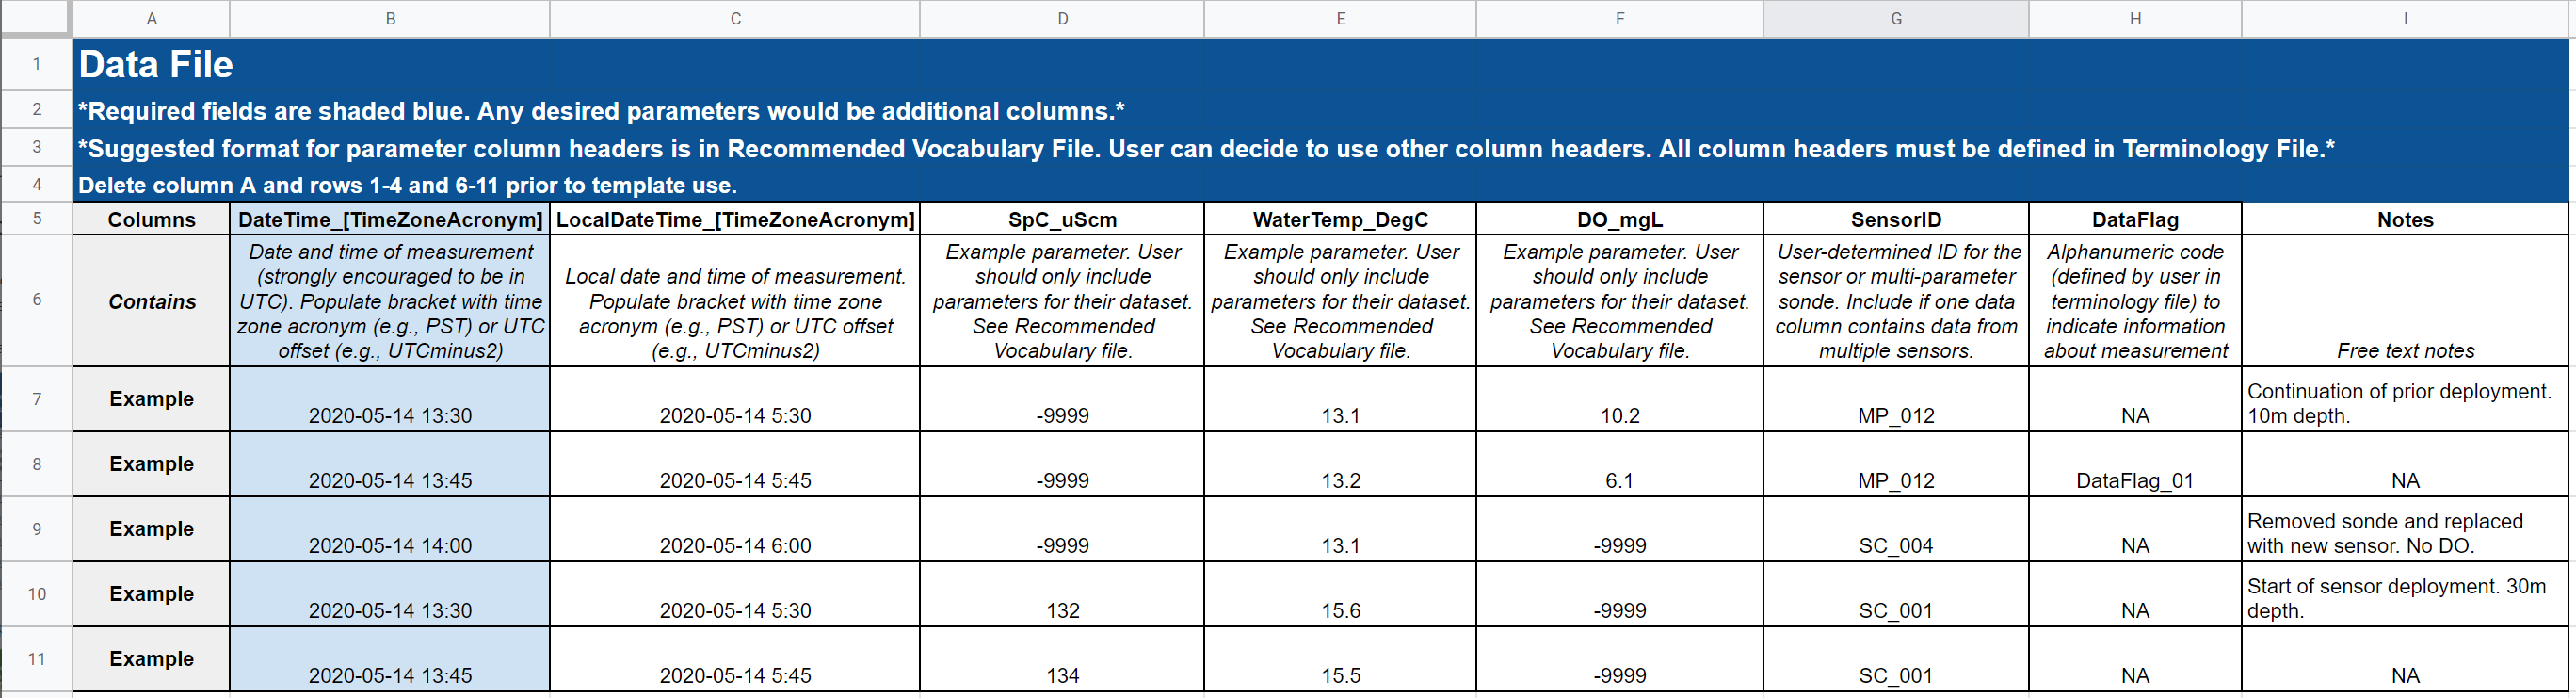 A B C D E F G H I
1 Data File
2 *Required fields are shaded blue. Any desired parameters would be additional columns.*
3 *Suggested format for parameter column headers is in Recommended Vocabulary File. User can decide to use other column headers. All column headers must be defined in Terminology File.*
4 Delete column A and rows 1-4 and 6-11 prior to template use.
5 Columns DateTime_[TimeZoneAcronym] LocalDateTime_[TimeZoneAcronym] SpC_uScm WaterTemp_DegC DO_mgL SensorID DataFlag Notes
6 Contains
Date and time of measurement
(strongly encouraged to be in
UTC). Populate bracket with time
zone acronym (e.g., PST) or UTC
offset (e.g., UTCminus2)
Local date and time of measurement.
Populate bracket with time zone
acronym (e.g., PST) or UTC offset
(e.g., UTCminus2)
Example parameter. User
should only include
parameters for their dataset.
See Recommended
Vocabulary file.
Example parameter. User
should only include
parameters for their dataset.
See Recommended
Vocabulary file.
Example parameter. User
should only include
parameters for their dataset.
See Recommended
Vocabulary file.
User-determined ID for the
sensor or multi-parameter
sonde. Include if one data
column contains data from
multiple sensors.
Alphanumeric code
(defined by user in
terminology file) to
indicate information
about measurement
Free text notes
7 Example 2020-05-14 13:30 2020-05-14 5:30 -9999 13.1 10.2 MP_012 NA Continuation of prior deployment.
10m depth.
8 Example 2020-05-14 13:45 2020-05-14 5:45 -9999 13.2 6.1 MP_012 DataFlag_01 NA
9 Example 2020-05-14 14:00 2020-05-14 6:00 -9999 13.1 -9999 SC_004 NA Removed sonde and replaced
with new sensor. No DO.
10 Example 2020-05-14 13:30 2020-05-14 5:30 132 15.6 -9999 SC_001 NA Start of sensor deployment. 30m
depth.
11 Example 2020-05-14 13:45 2020-05-14 5:45 134 15.5 -9999 SC_001 NA NA